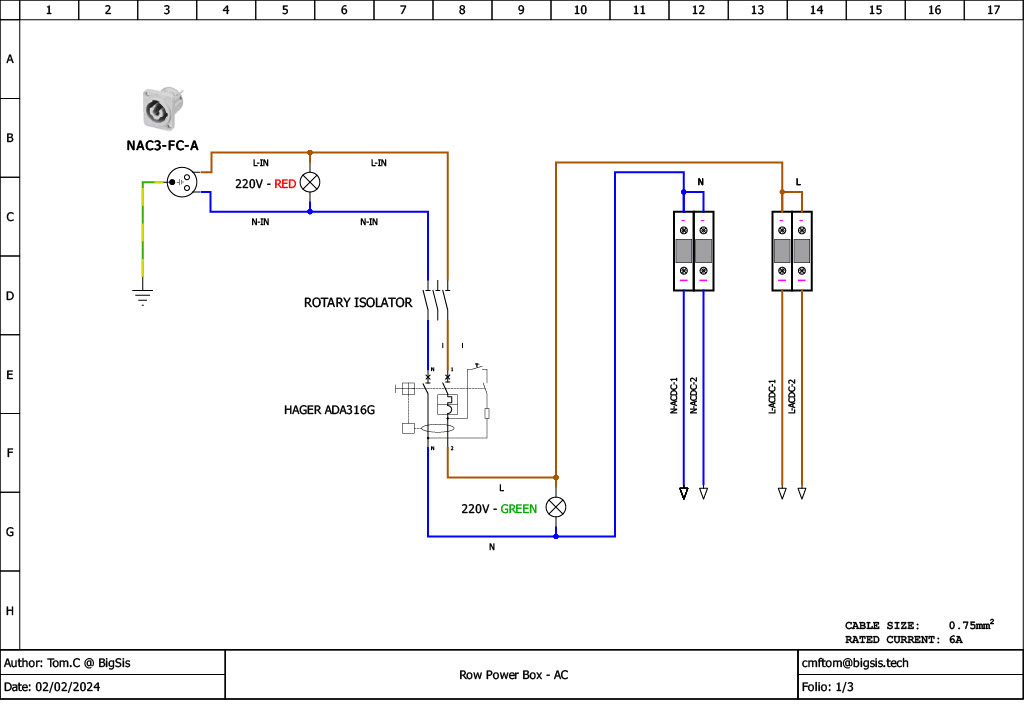 1 2 3 4 5 6 7 8 9 10 11 12 13 14 15 16 17
A
B
C
D
E
F
G
H
NAC3-FC-A
L-IN
L-IN
220V - RED
N-IN
N-IN
ROTARY ISOLATOR
I I
N 1
HAGER ADA316G
N 2
L
220V - GREEN
N
N
L
N-ACDC-1
N-ACDC-2
L-ACDC-1
L-ACDC-2
CABLE SIZE: 0.75mm²
RATED CURRENT: 6A
Author: Tom.C @ BigSis
Date: 02/02/2024
Row Power Box - AC
cmftom@bigsis.tech
Folio: 1/3